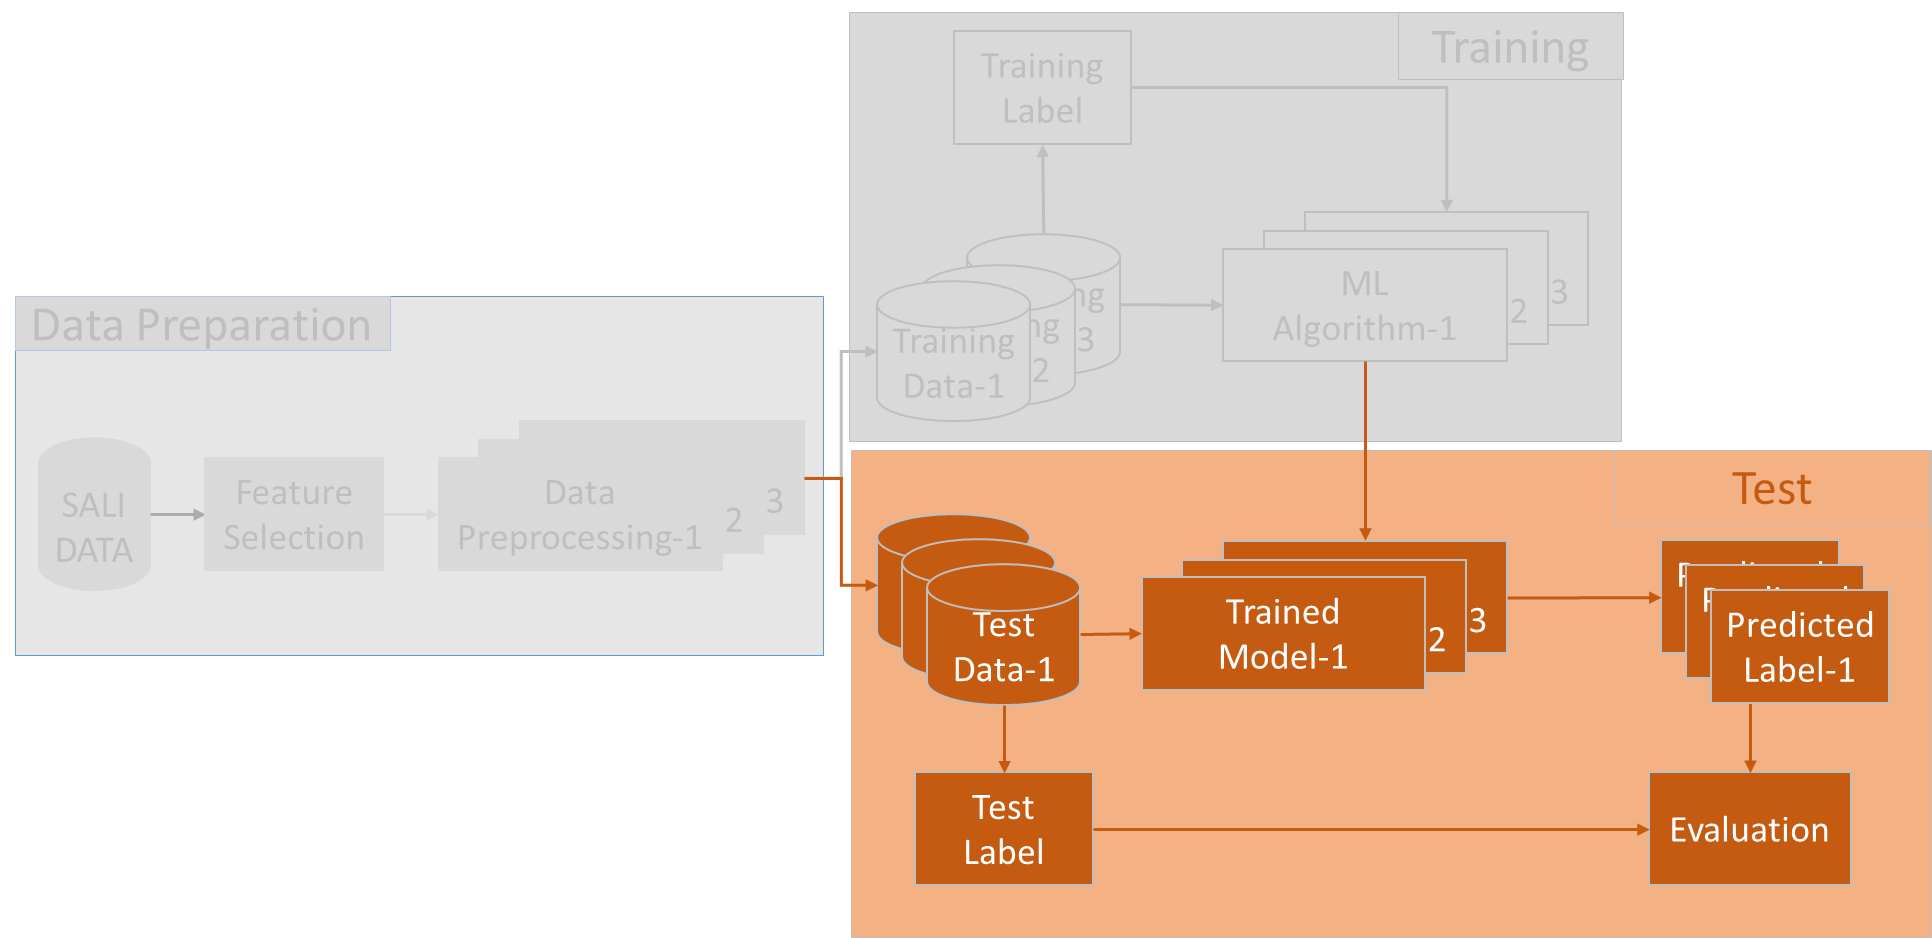 Training
Training
Label
ML
Algorithm-1
2
3
ng
3
ng
2
Training
Data-1
Data Preparation
SALI
DATA
Feature
Selection
Data
Preprocessing-1
2
3
Test
Test
Data-1
Trained
Model-1
2
3
Predicted
Label-1
Test
Label
Evaluation